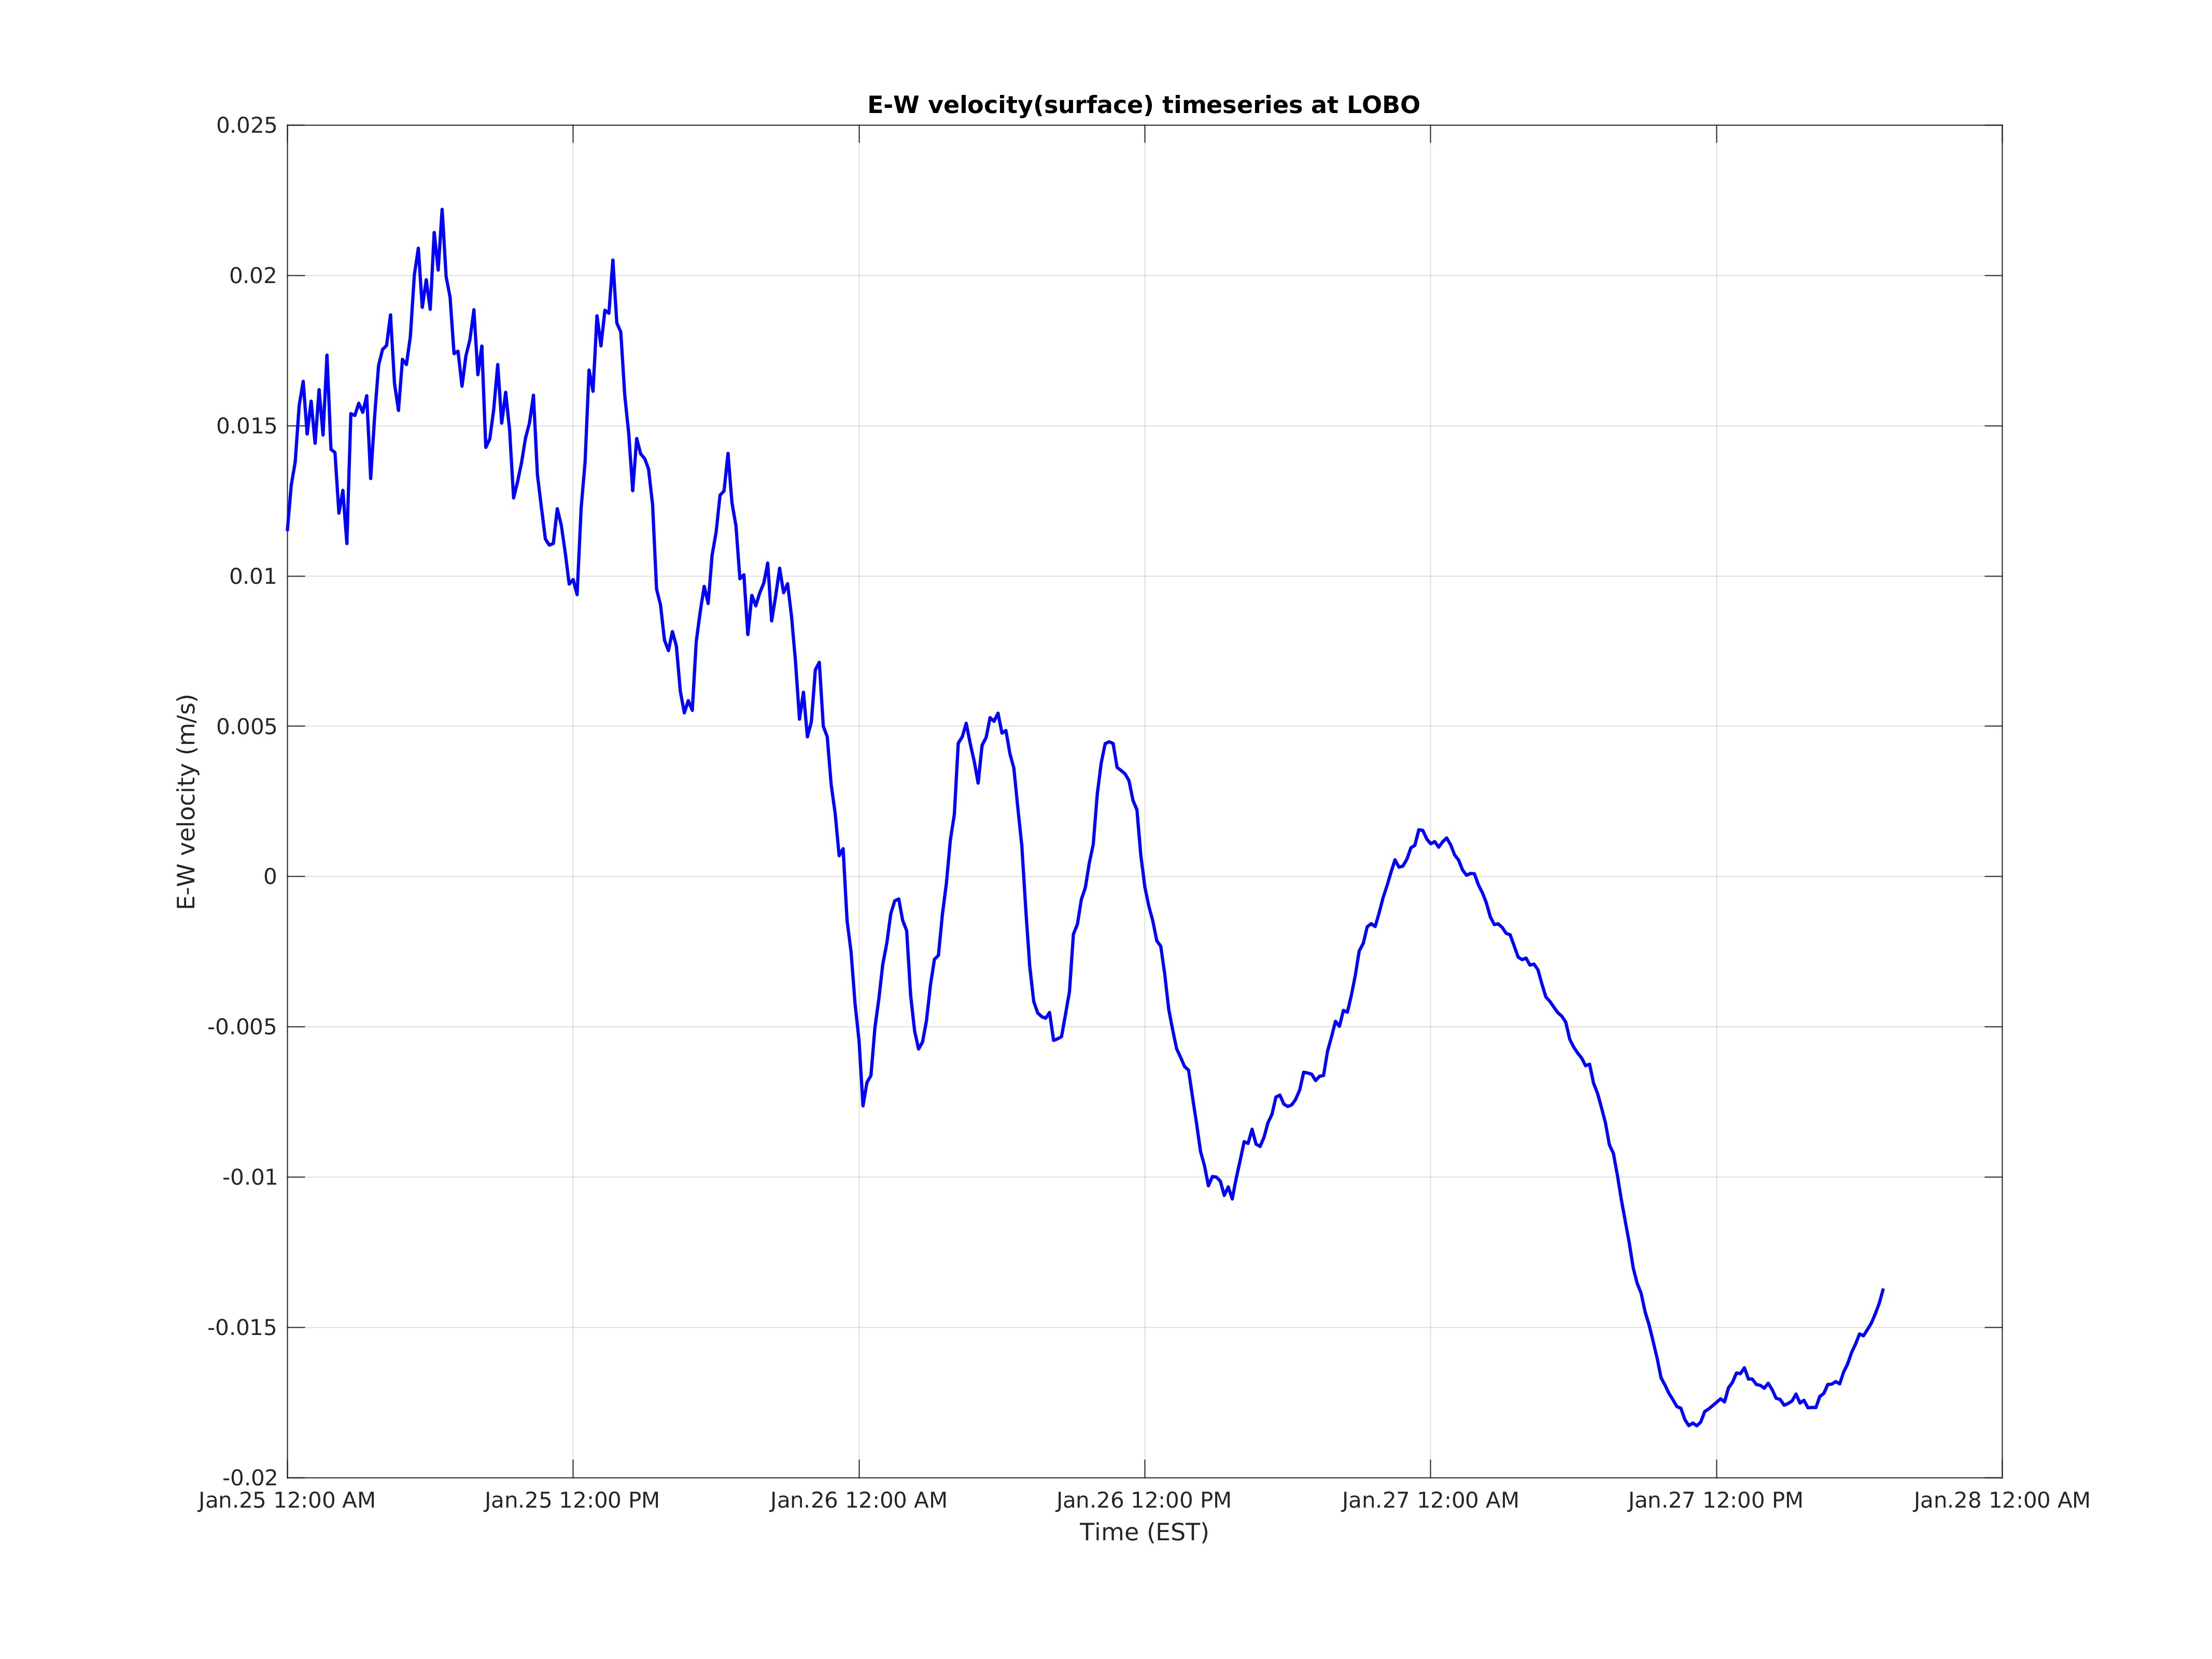 E-W velocity(surface) timeseries at LOBO
0.025
0.02
0.015
0.01
0.005
0
-0.005
-0.01
-0.015
-0.02
E-W velocity (m/s)
Jan.25 12:00 AM Jan.25 12:00 PM Jan.26 12:00 AM Jan.26 12:00 PM Jan.27 12:00 AM Jan.27 12:00 PM Jan.28 12:00 AM
Time (EST)